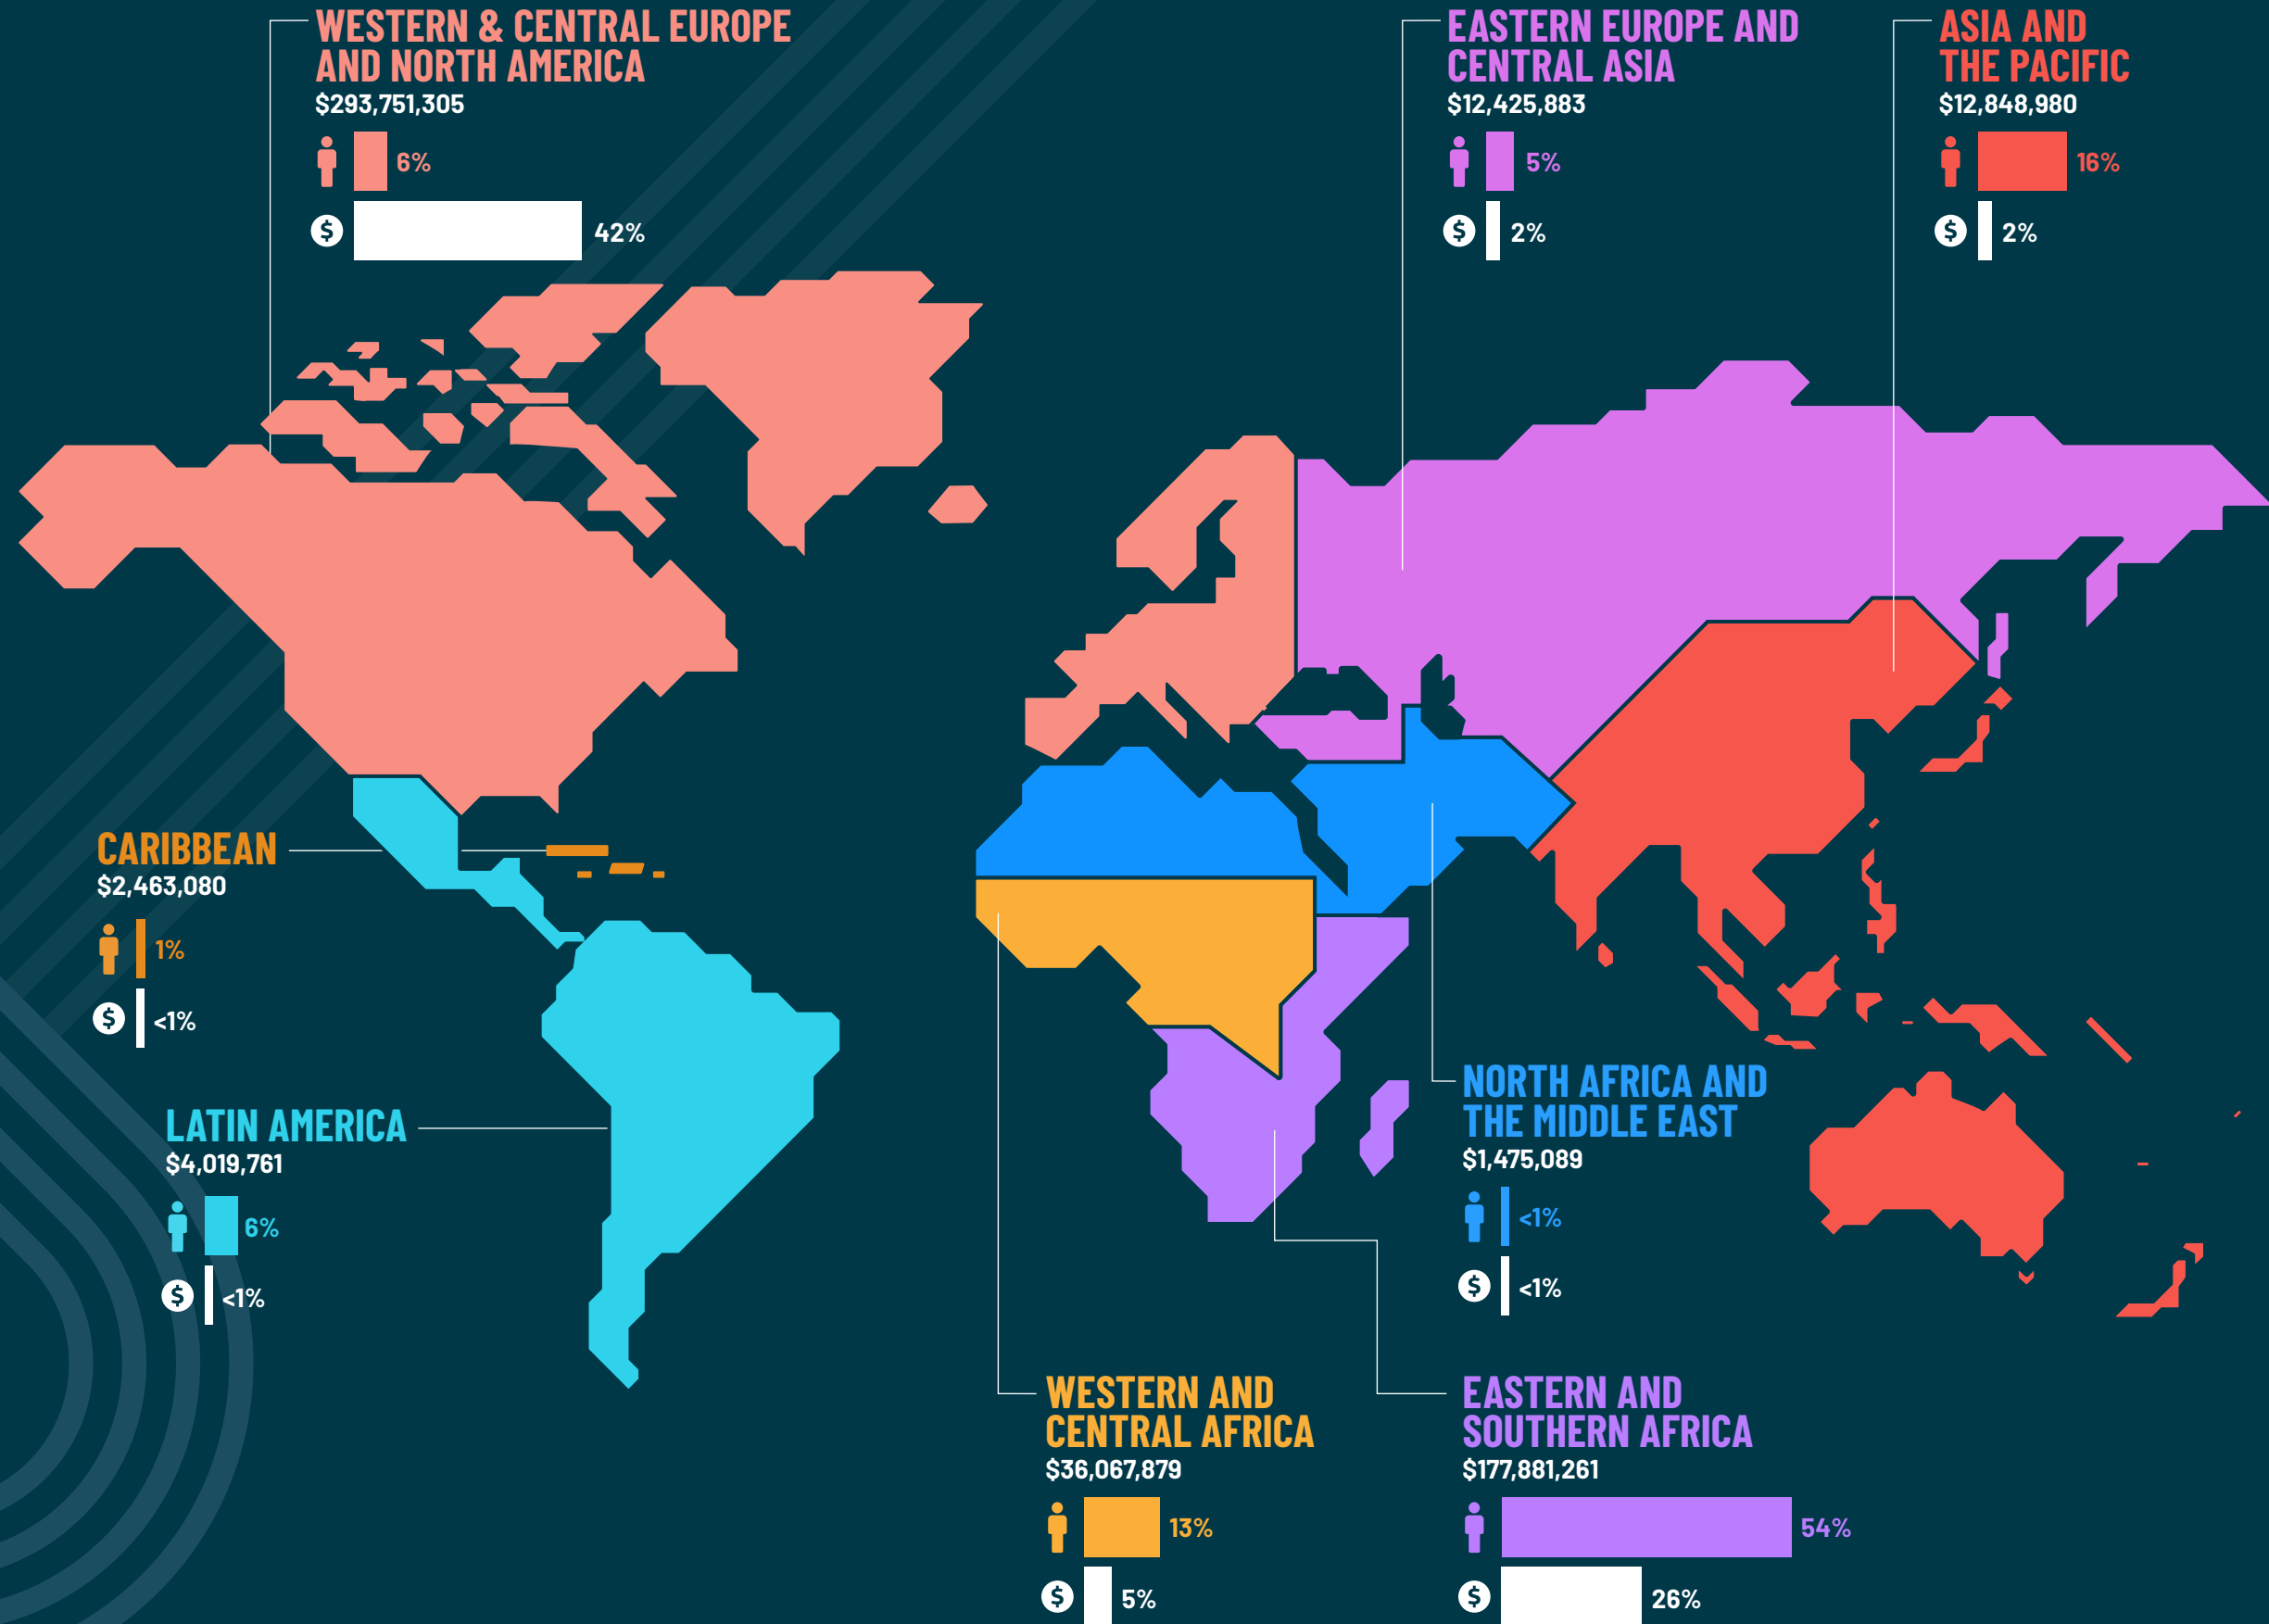 WESTERN & CENTRAL EUROPE
AND NORTH AMERICA
$293,751,305
6%
$
42%
EASTERN EUROPE AND
CENTRAL ASIA
$12,425,883
5%
$
2%
ASIA AND
THE PACIFIC
$12,848,980
16%
$
2%
CARIBBEAN
$2,463,080
1%
$
<1%
LATIN AMERICA
$4,019,761
6%
$
<1%
NORTH AFRICA AND
THE MIDDLE EAST
$1,475,089
<1%
$
<1%
WESTERN AND
CENTRAL AFRICA
$36,067,879
13%
$
5%
EASTERN AND
SOUTHERN AFRICA
$177,881,261
54%
$
26%